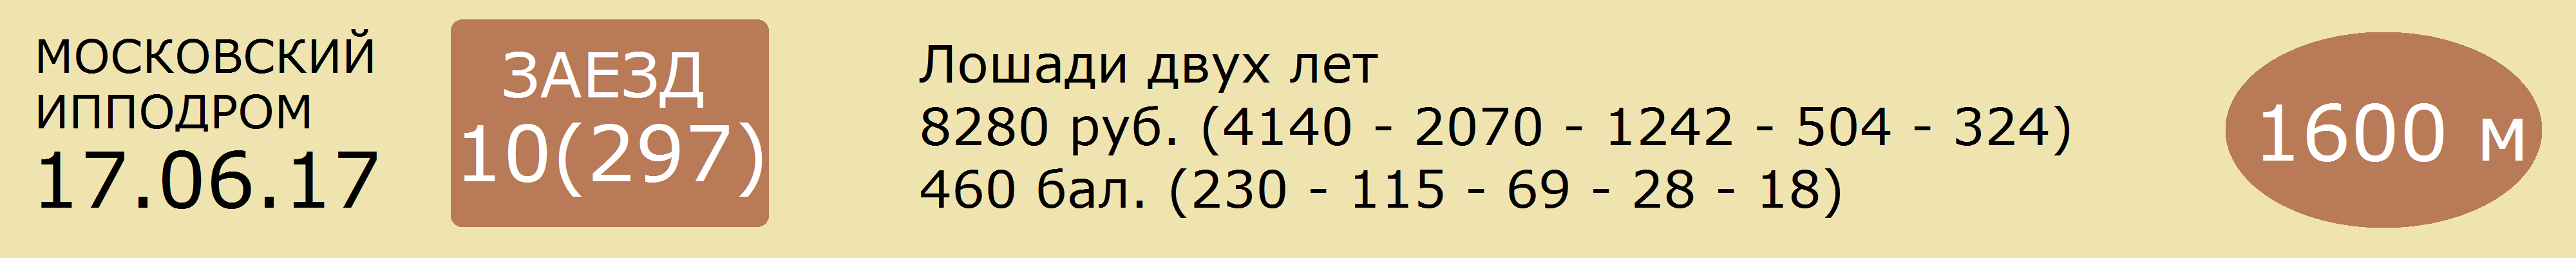 МОСКОВСКИЙ
ИППОДРОМ
17.06.17
ЗАЕЗД
10(297)
Лошади двух лет
8280 руб. (4140 - 2070 - 1242 - 504 - 324)
460 бал. (230 - 115 - 69 - 28 - 18)
1600 м